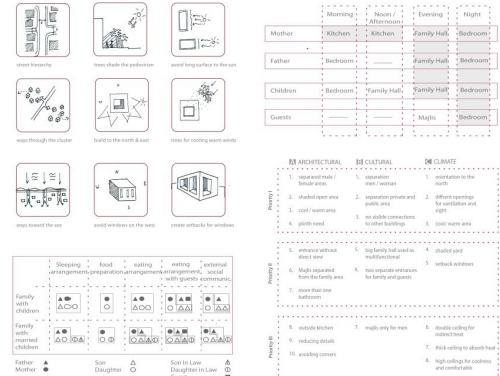 street hierarchy
trees shade the pedestrian
avoid long surface to the sun
ways through the cluster
build to the north & east
trees for cooling warm winds
ways toward the sea
avoid windows on the west
create setbacks for windows
Morning
Noon /
Afternoon
Evening
Night
Mother
Kitchen
Kitchen
Family Hall
Bedroom
Father
Bedroom
Family Hall
Bedroom
Children
Bedroom
Family Hall
Family Hall
Bedroom
Guests
Majlis
Bedroom
ARCHITECTURAL
CULTURAL
CLIMATE
Priority I
1. separated male /
female areas
2. shaded open area
3. cool / warm area
4. plinth need
1. separation
men / woman
2. separation private and
public area
3. no visible connections
to other buildings
1. orientation to the
north
2. diffrent openings
for ventilation and
sight
3. cool/ warm area
Priority II
5. entrance without
direct view
6. Majlis separated
from the family area
7. more than one
bathroom
5. big family hall used as
multifunctional
6. two separate entrances
for family and guests
4. shaded yard
5. setback windows
Priority III
8. outside kitchen
9. reducing details
10. avoiding corners
7. majlis only for men
6. double ceiling for
indirect heat
7. thick ceiling to absorb heat
8. high ceilings for coolness
and comfortable
Sleeping
arrangement
food
preparation
eating
arrangement
eating
arrangement
with guests
external
social
communic.
Family
with
children
Family
with
married
children
Father
Mother
Son
Daughter
Son In Law
Daughter In Law